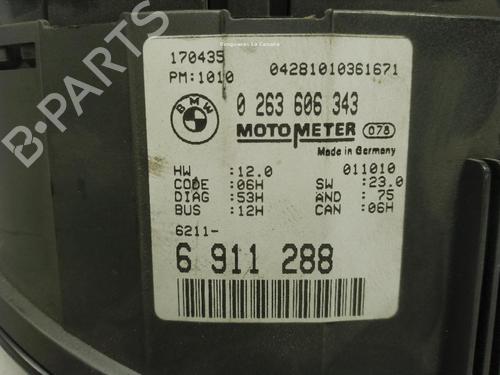 170435 04281010361671
PM:1010
BMW 0 263 606 343
MOTOMETER 078
Made in Germany
HW :12.0 011010
CODE :06H SW :23.0
DIAG :53H AND : 75
BUS :12H CAN :06H
6211-
6 911 288
B-PARTS